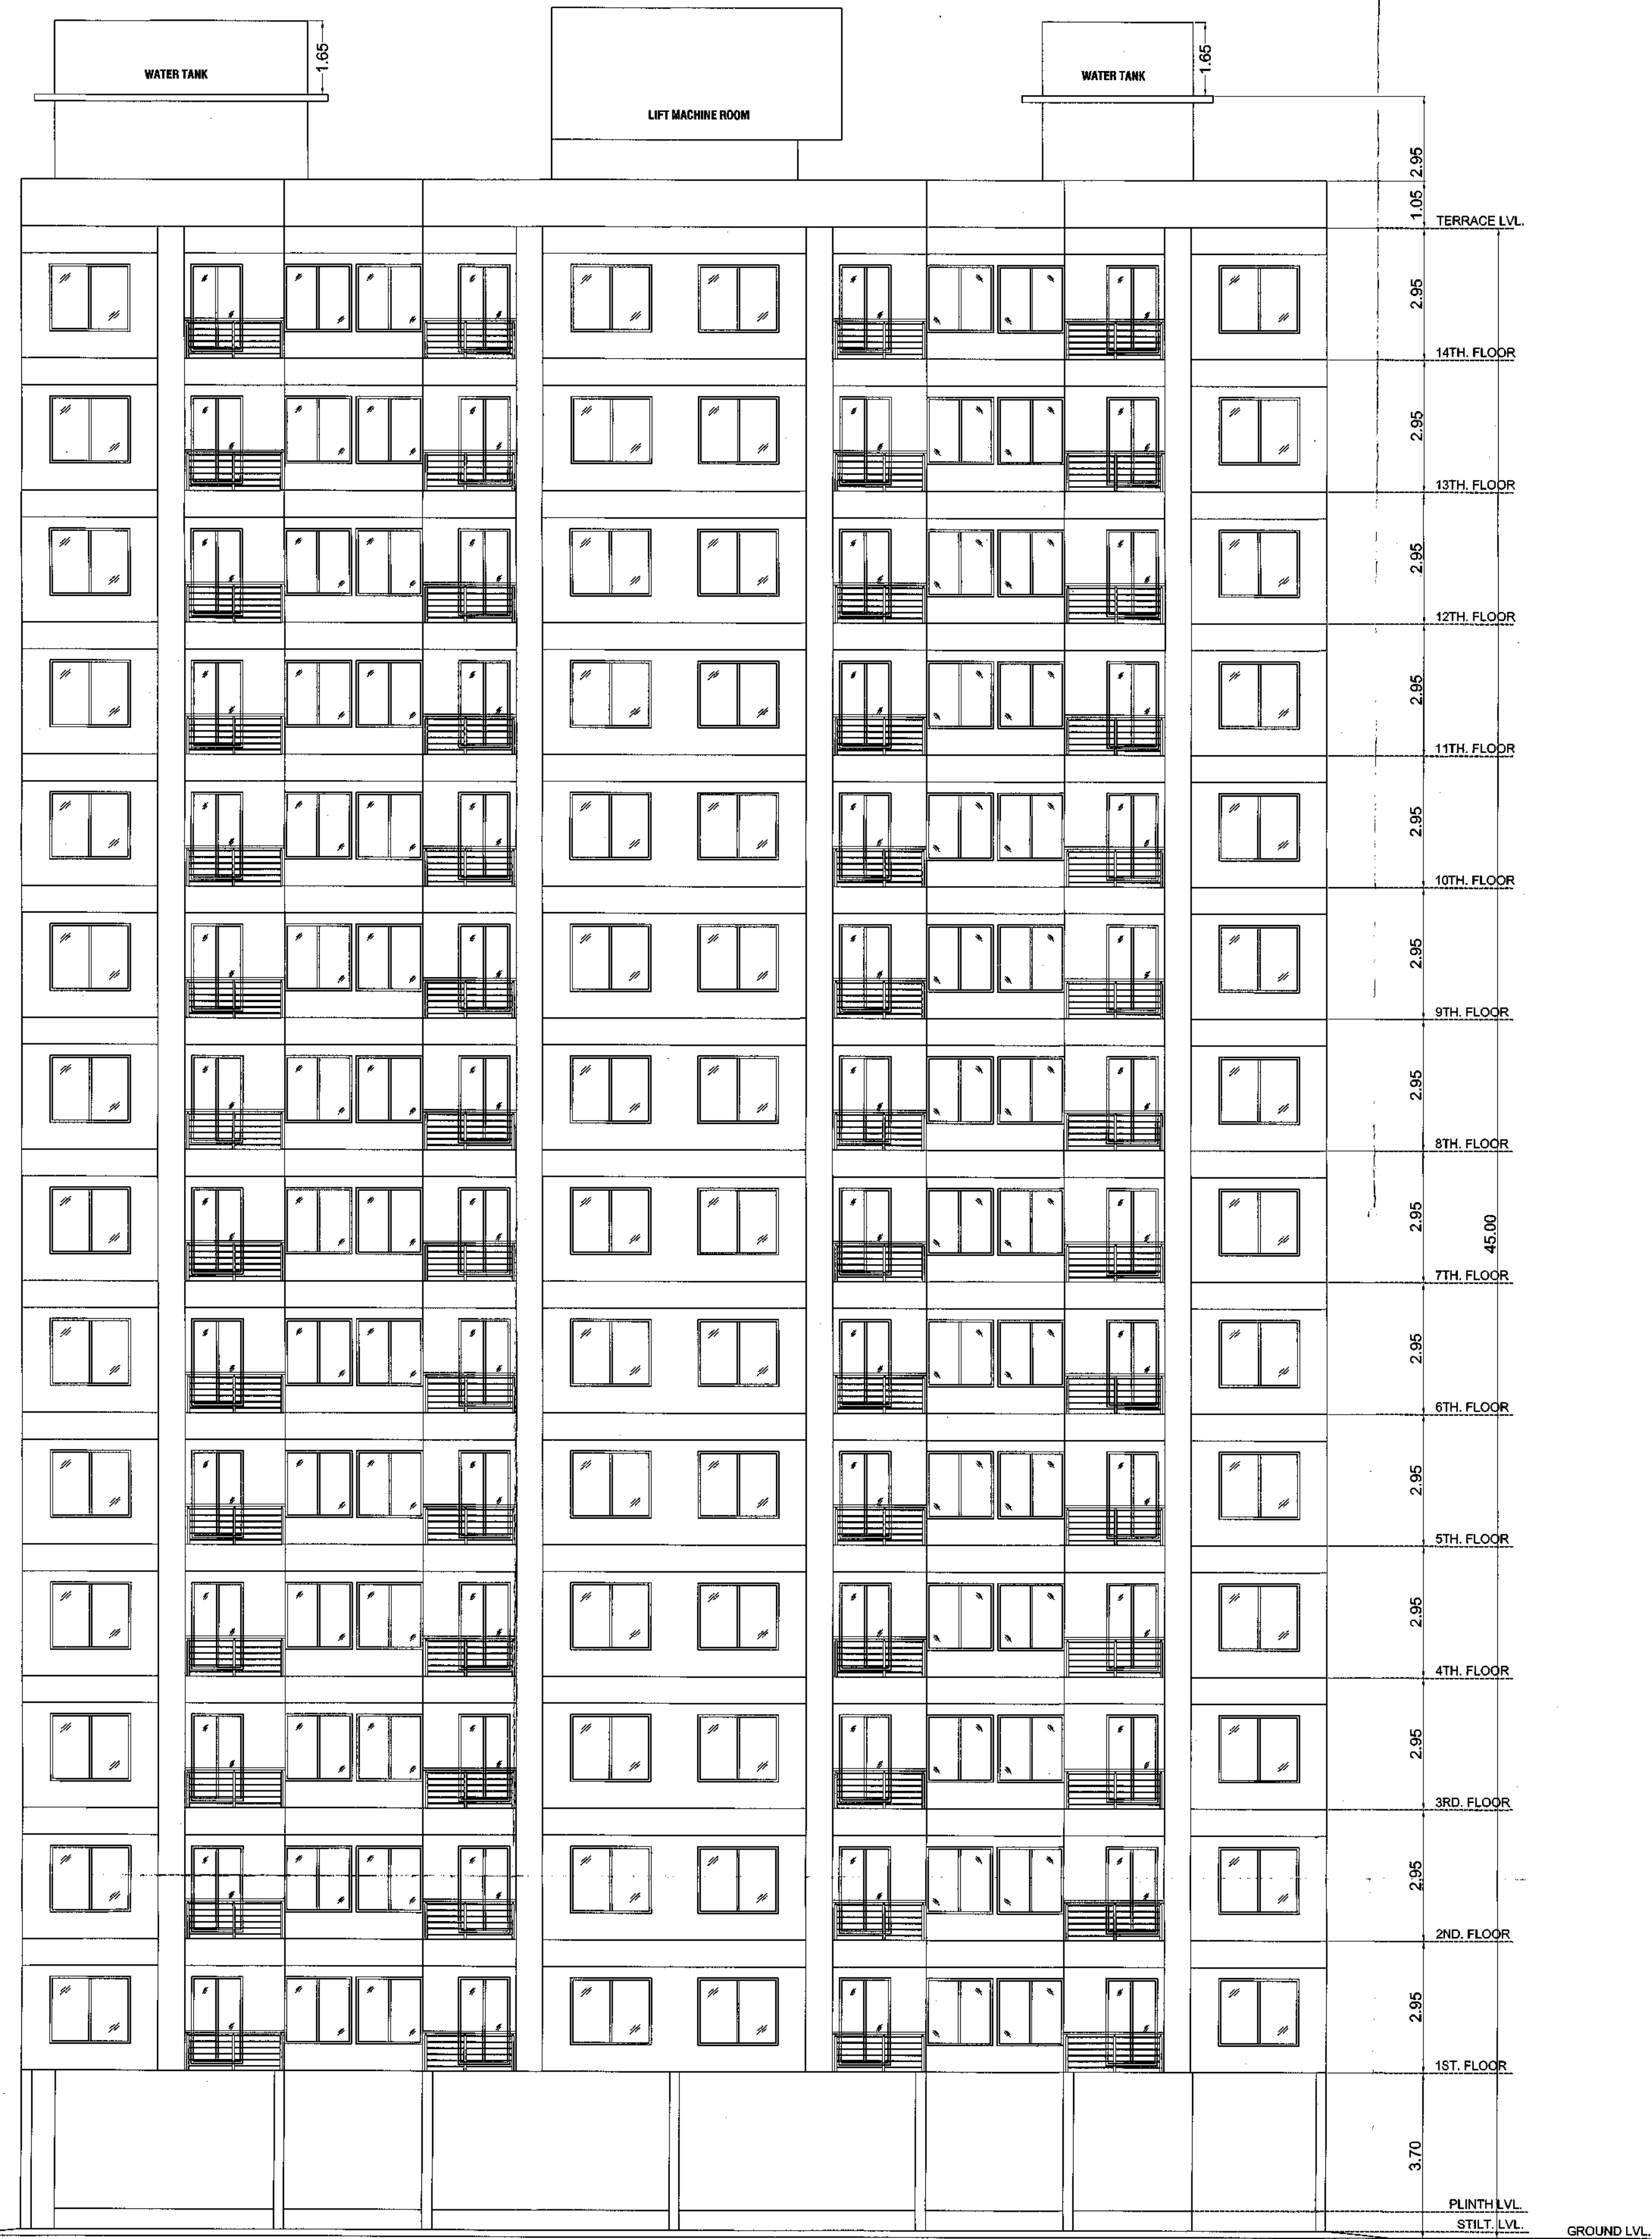 1.65
WATER TANK
1.65
WATER TANK
LIFT MACHINE ROOM
2.95
1.05
TERRACE LVL.
2.95
14TH. FLOOR
2.95
13TH. FLOOR
2.95
12TH. FLOOR
2.95
11TH. FLOOR
2.95
10TH. FLOOR
2.95
9TH. FLOOR
2.95
8TH. FLOOR
2.95
45.00
7TH. FLOOR
2.95
6TH. FLOOR
2.95
5TH. FLOOR
2.95
4TH. FLOOR
2.95
3RD. FLOOR
2.95
2ND. FLOOR
2.95
1ST. FLOOR
3.70
PLINTH LVL.
STILT. LVL.
GROUND LVL.